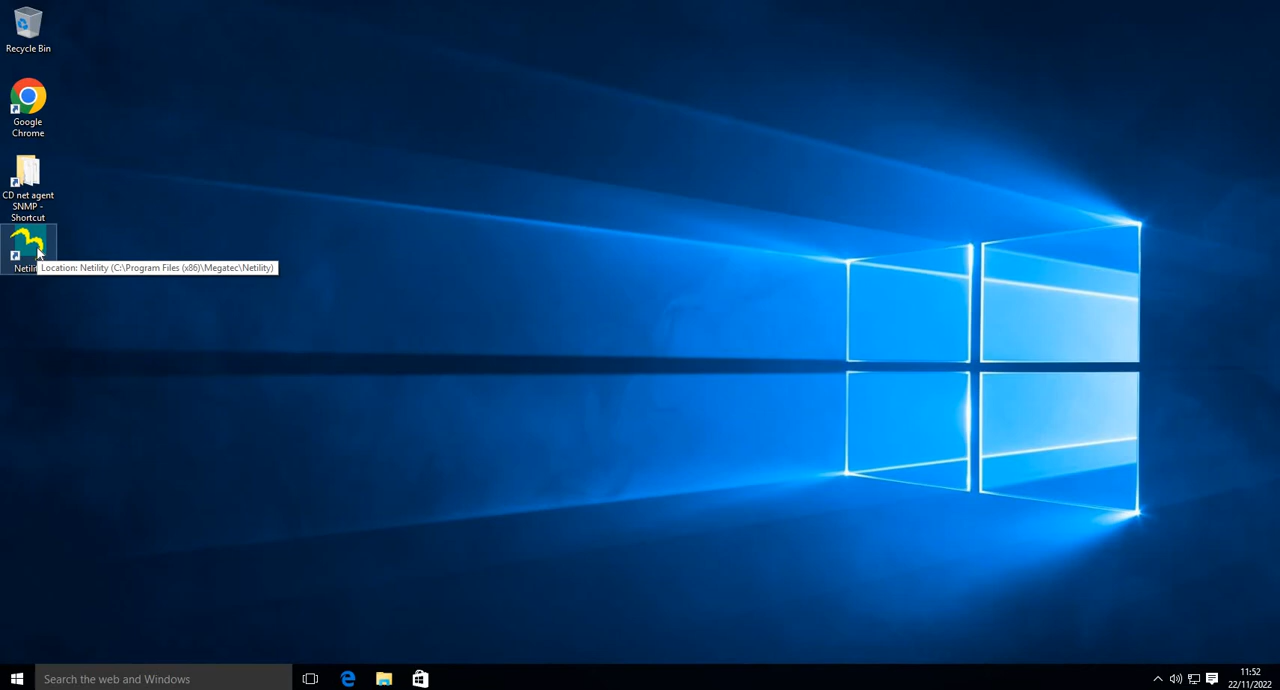 Recycle Bin
Google
Chrome
CD net agent
SNMP -
Shortcut
Netili
Location: Netility (C:\Program Files (x86)\Megatec\Netility)
Search the web and Windows
11:52
22/11/2022